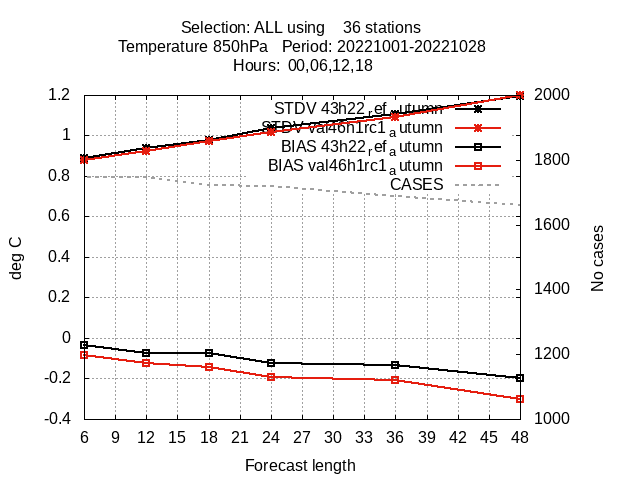 Selection: ALL using    36 stations
Temperature 850hPa   Period: 20221001-20221028
Hours:  00,06,12,18
1.2
1
0.8
0.6
0.4
0.2
0
-0.2
-0.4
deg C
STDV 43h22_ref_autumn
STDV val46h1rc1_autumn
BIAS 43h22_ref_autumn
BIAS val46h1rc1_autumn
CASES
2000
1800
1600
1400
1200
1000
No cases
6 9 12 15 18 21 24 27 30 33 36 39 42 45 48
Forecast length